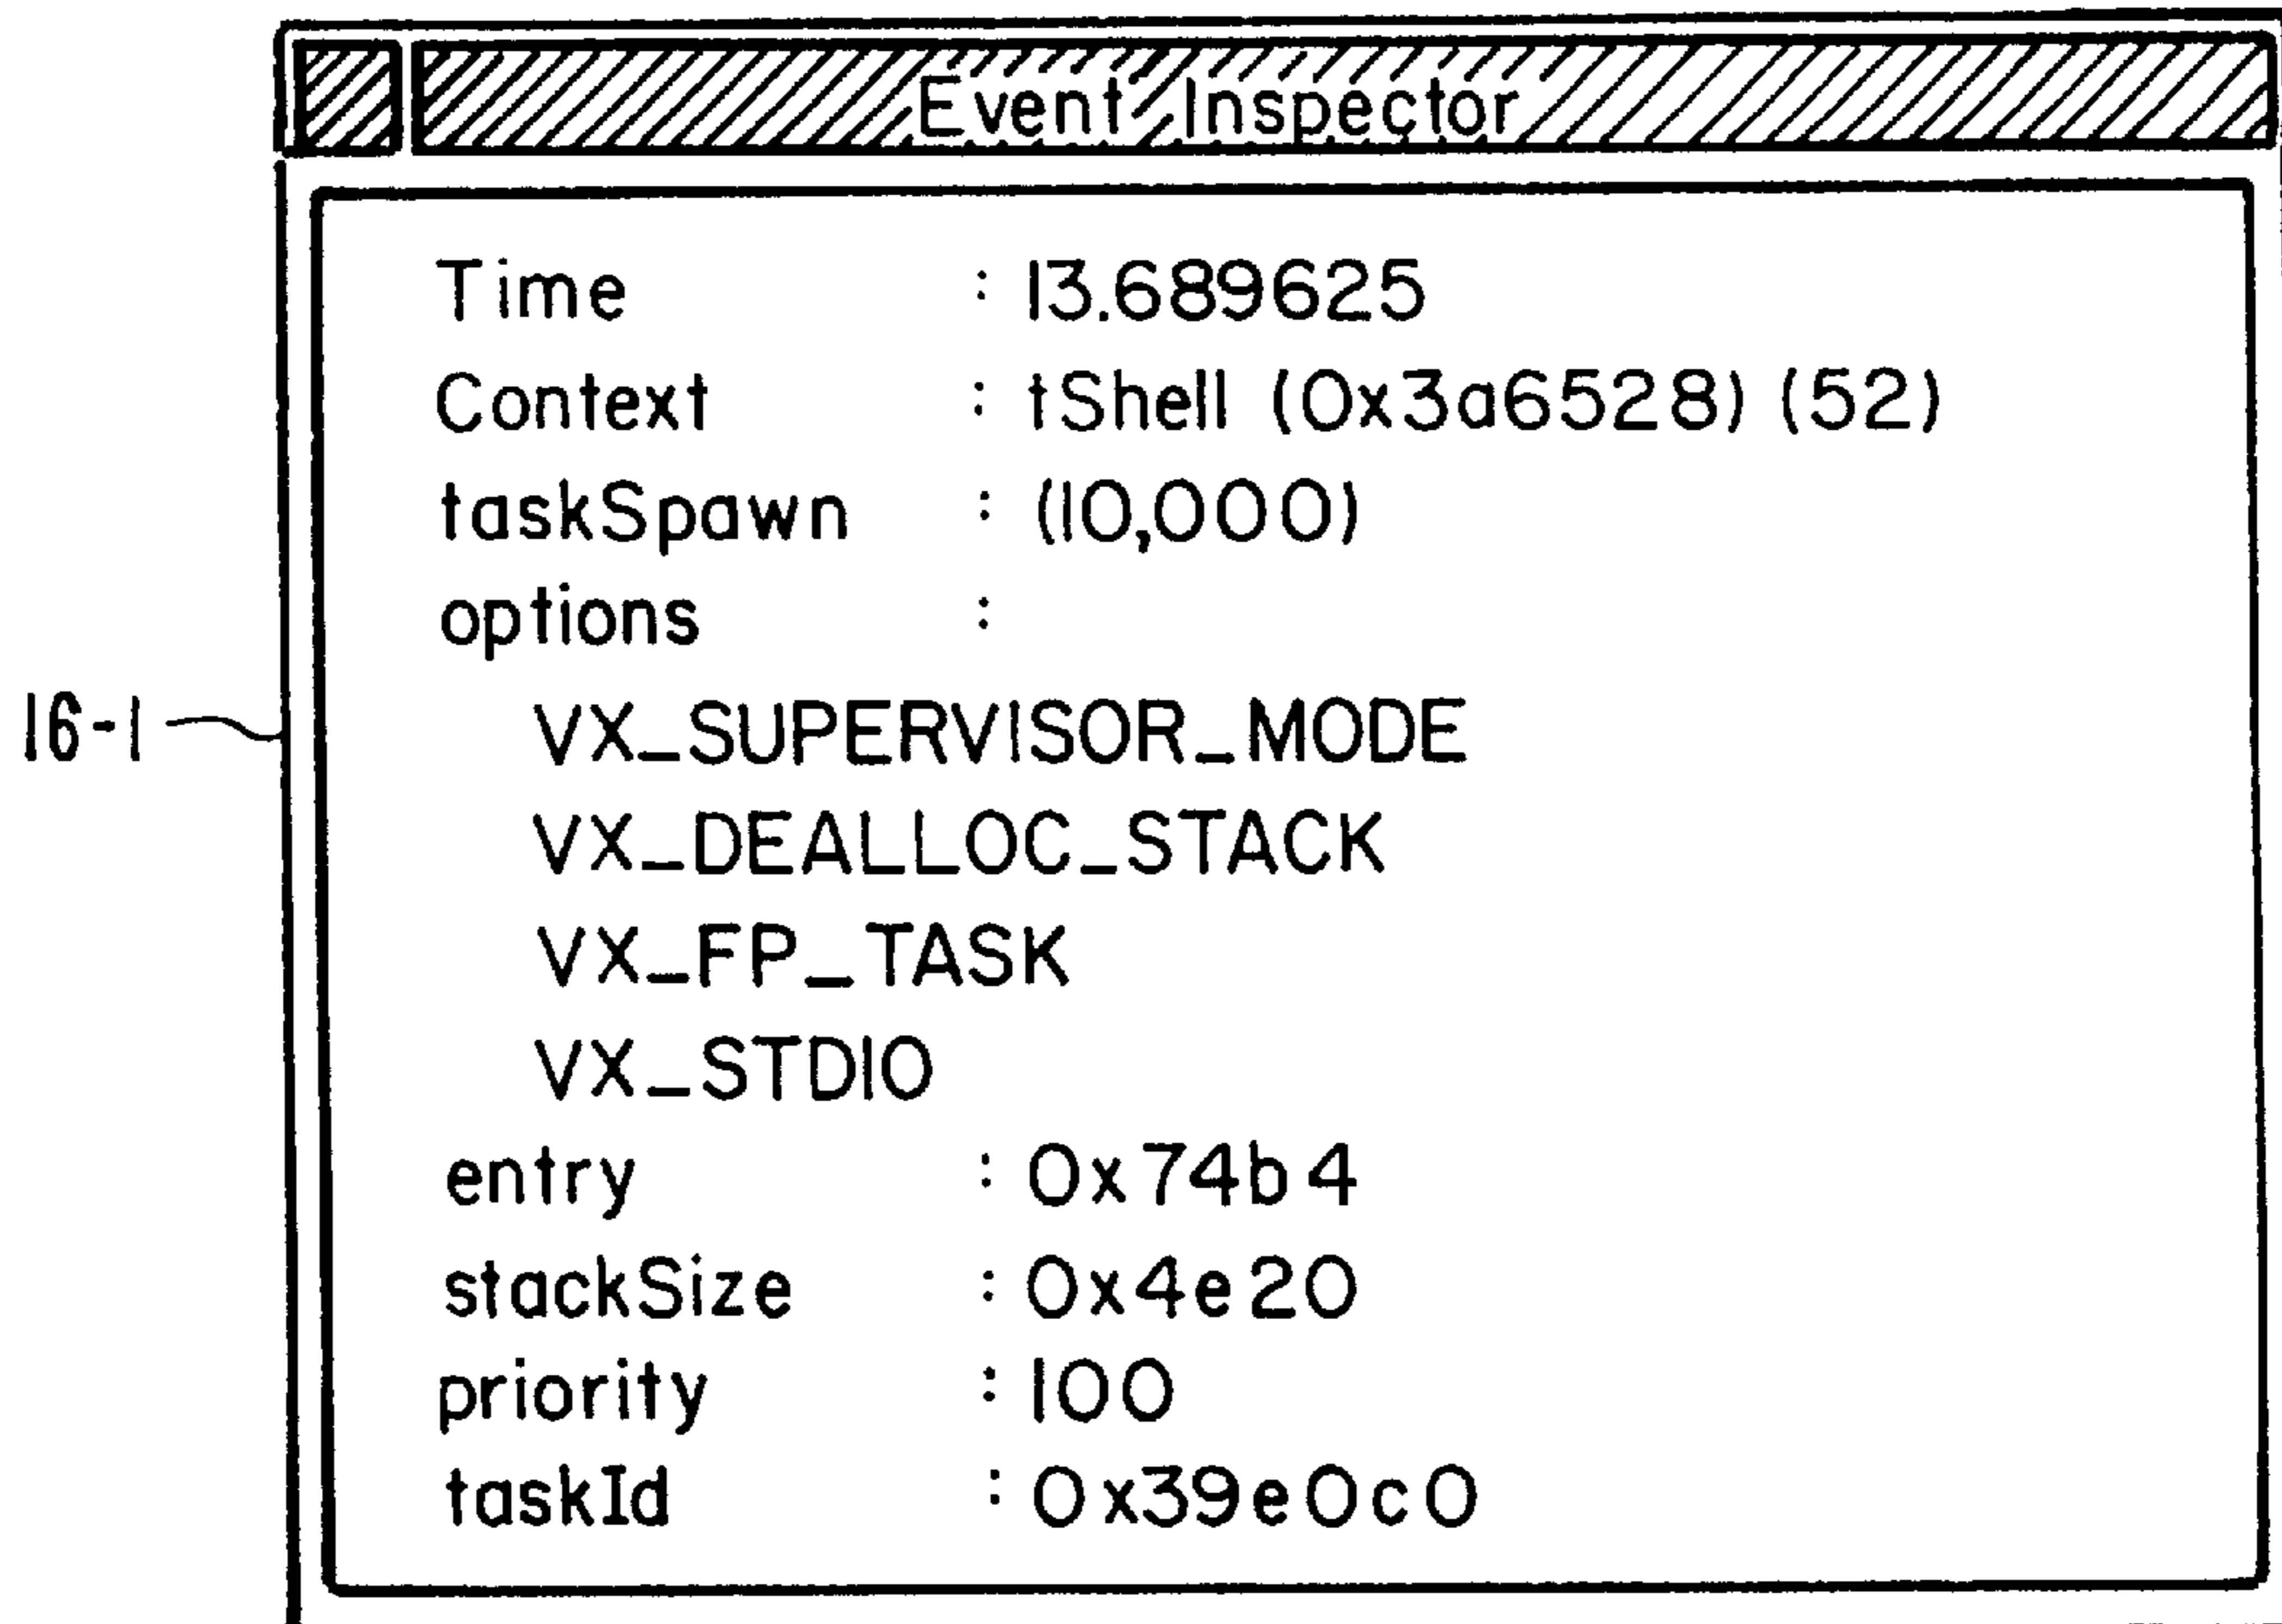 Event Inspector
Time : 13.689625
Context : tShell (0x3a6528) (52)
taskSpawn : (10,000)
options :
VX_SUPERVISOR_MODE
VX_DEALLOC_STACK
VX_FP_TASK
VX_STDIO
16-1
entry : 0x74b4
stackSize : 0x4e20
priority : 100
taskId : 0x39e0c0